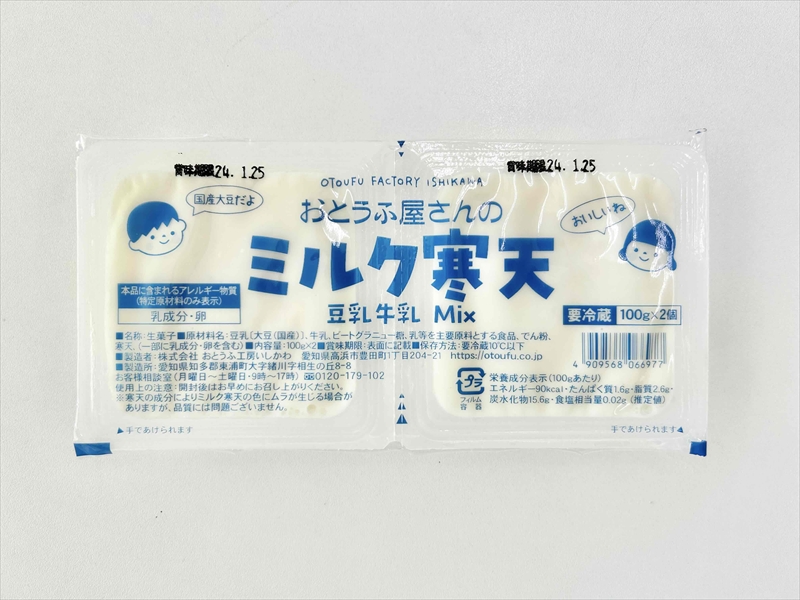 賞味期限24. 1.25
賞味期限24. 1.25
OTOUFU FACTORY ISHIKAWA
国産大豆だよ
おとうふ屋さんの
おいしいね
ミルク寒天
豆乳牛乳 Mix
本品に含まれるアレルギー物質
(特定原材料のみ表示)
乳成分・卵
要冷蔵 100g×2個
■名称:生菓子■原材料名:豆乳(大豆(国産))、牛乳、ビートグラニュー糖、乳等を主要原料とする食品、でん粉、
寒天、(一部に乳成分・卵を含む)■内容量:100g×2■賞味期限:表面に記載■保存方法:要冷蔵10℃以下
■製造者:株式会社 おとうふ工房いしかわ 愛知県高浜市豊田町1丁目204-21 https://otoufu.co.jp
■製造所:愛知県知多郡東浦町大字緒川字相生の丘8-8
お客様相談室(月曜日〜土曜日・9時〜17時) 0120-179-102
使用上の注意:開封後はお早めにお召し上がりください。
※寒天の成分によりミルク寒天の色にムラが生じる場合が
ありますが、品質には問題ございません。
4 909568 066977
プラ
フィルム
容器
栄養成分表示(100gあたり)
エネルギー90kcal・たんぱく質1.6g・脂質2.6g・
炭水化物15.6g・食塩相当量0.02g(推定値)
▲手であけられます
手であけられます▲